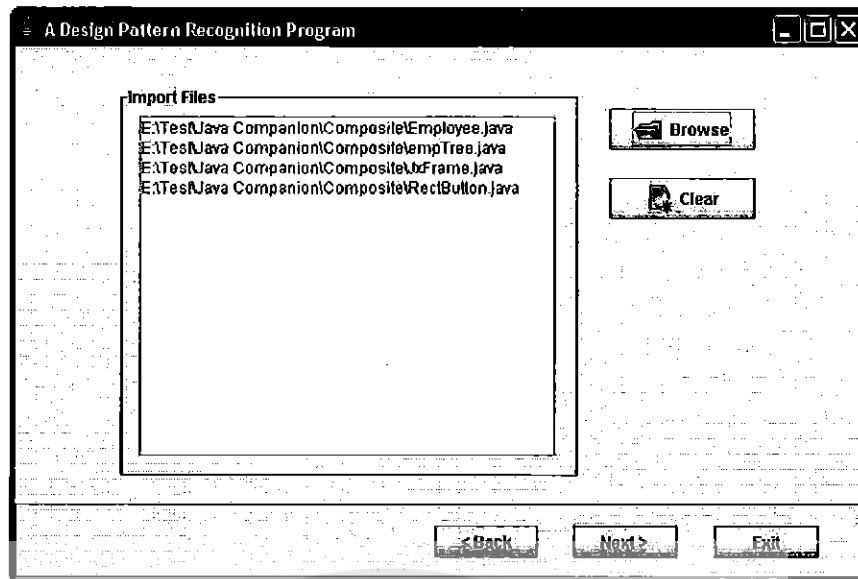 A Design Pattern Recognition Program
Import Files
E:\Test\Java Companion\Composite\Employee.java
E:\Test\Java Companion\Composite\empTree.java
E:\Test\Java Companion\Composite\JxFrame.java
E:\Test\Java Companion\Composite\RectButton.java
Browse
Clear
<Back
Next>
Exit